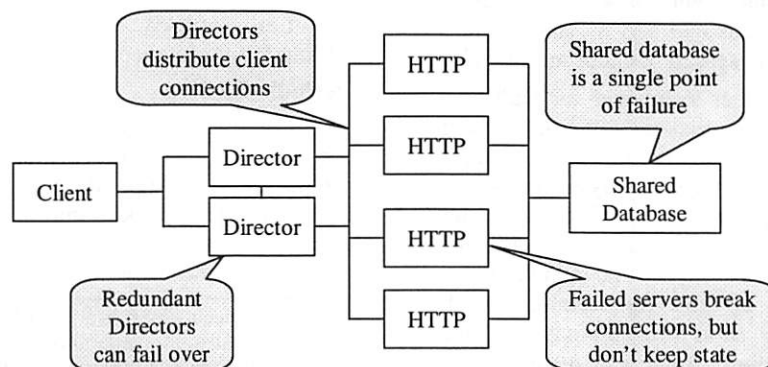 Directors
distribute client
connections
HTTP
Shared database
is a single point
of failure
HTTP
Director
Client
Shared
Database
Director
HTTP
Redundant
Directors
can fail over
HTTP
Failed servers break
connections, but
don't keep state